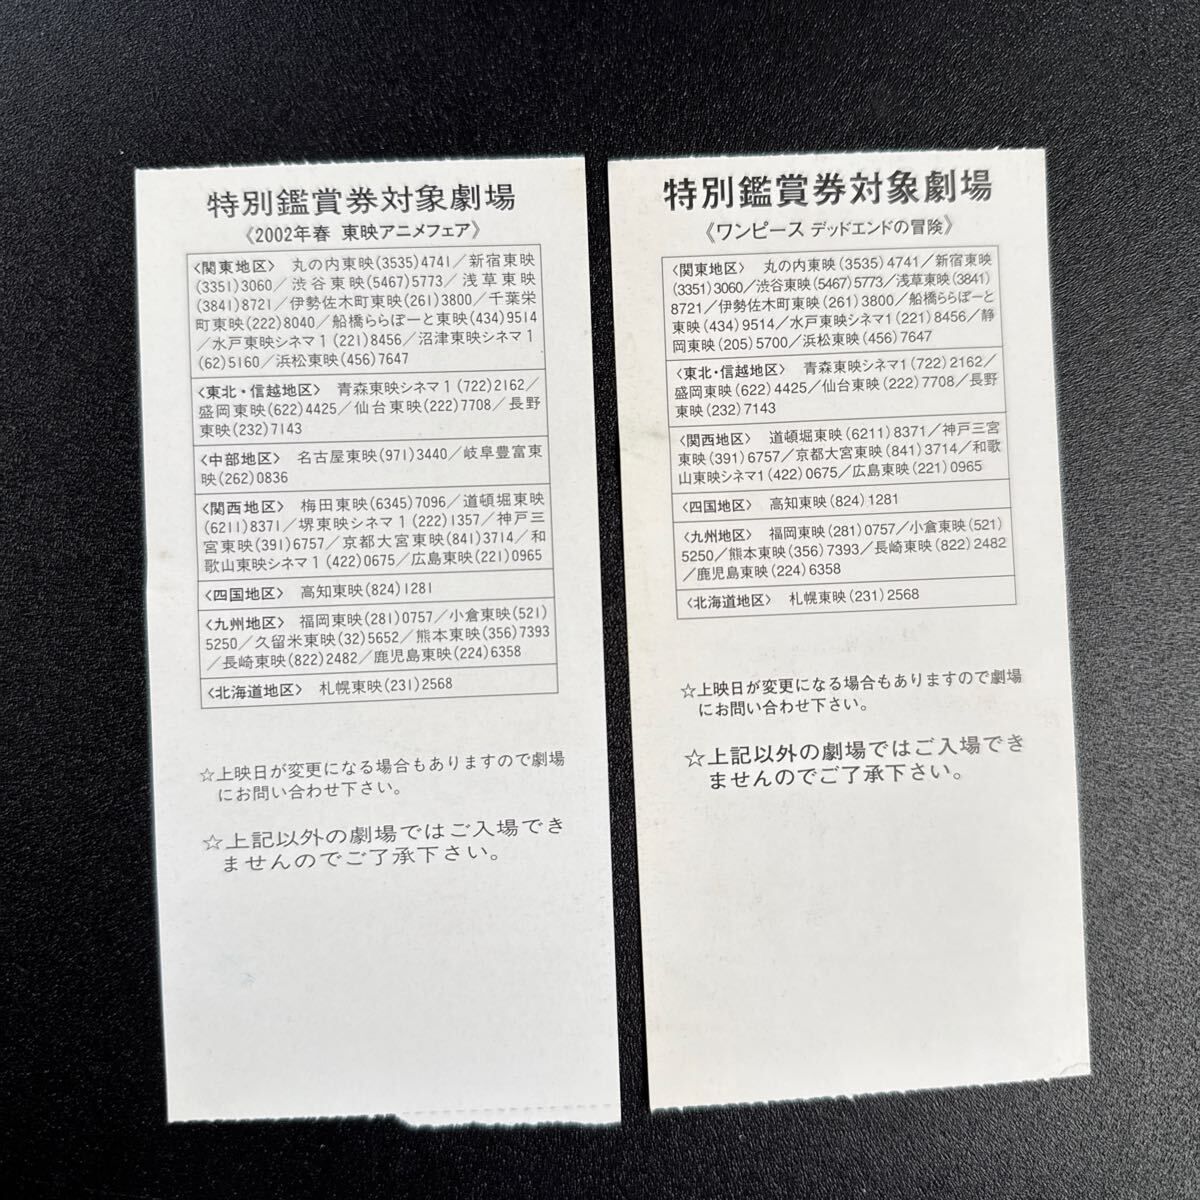 特別鑑賞券対象劇場
《2002年春 東映アニメフェア》
〈関東地区〉 丸の内東映(3535)4741／新宿東映
(3351)3060／渋谷東映(5467)5773／浅草東映
(3841)8721／伊勢佐木町東映(261)3800／千葉栄
町東映(222)8040／船橋ららぽーと東映(434)9514
／水戸東映シネマ1(221)8456／沼津東映シネマ1
(62)5160／浜松東映(456)7647
〈東北・信越地区〉 青森東映シネマ1(722)2162／
盛岡東映(622)4425／仙台東映(222)7708／長野
東映(232)7143
〈中部地区〉 名古屋東映(971)3440／岐阜豊富東
映(262)0836
〈関西地区〉 梅田東映(6345)7096／道頓堀東映
(6211)8371／堺東映シネマ1(222)1357／神戸三
宮東映(391)6757／京都大宮東映(841)3714／和
歌山東映シネマ1(422)0675／広島東映(221)0965
〈四国地区〉 高知東映(824)1281
〈九州地区〉 福岡東映(281)0757／小倉東映(521)
5250／久留米東映(32)5652／熊本東映(356)7393
／長崎東映(822)2482／鹿児島東映(224)6358
〈北海道地区〉 札幌東映(231)2568
☆上映日が変更になる場合もありますので劇場
にお問い合わせ下さい。
☆上記以外の劇場ではご入場でき
ませんのでご了承下さい。
特別鑑賞券対象劇場
《ワンピース デッドエンドの冒険》
〈関東地区〉 丸の内東映(3535)4741／新宿東映
(3351)3060／渋谷東映(5467)5773／浅草東映(3841)
8721／伊勢佐木町東映(261)3800／船橋ららぽーと
東映(434)9514／水戸東映シネマ1(221)8456／静
岡東映(205)5700／浜松東映(456)7647
〈東北・信越地区〉 青森東映シネマ1(722)2162／
盛岡東映(622)4425／仙台東映(222)7708／長野
東映(232)7143
〈関西地区〉 道頓堀東映(6211)8371／神戸三宮
東映(391)6757／京都大宮東映(841)3714／和歌
山東映シネマ1(422)0675／広島東映(221)0965
〈四国地区〉 高知東映(824)1281
〈九州地区〉 福岡東映(281)0757／小倉東映(521)
5250／熊本東映(356)7393／長崎東映(822)2482
／鹿児島東映(224)6358
〈北海道地区〉 札幌東映(231)2568
☆上映日が変更になる場合もありますので劇場
にお問い合わせ下さい。
☆上記以外の劇場ではご入場でき
ませんのでご了承下さい。